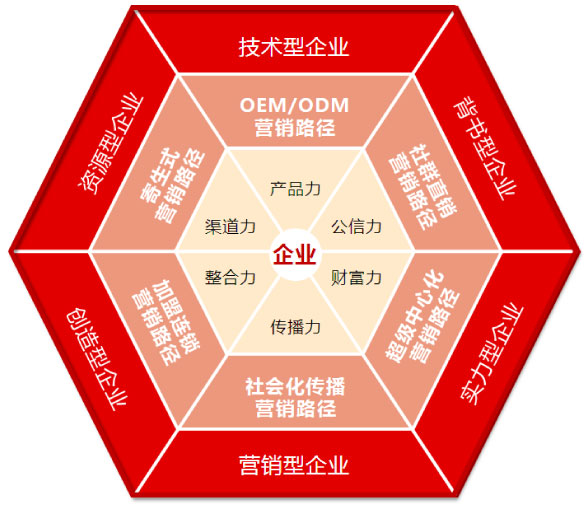 技术型企业
OEM/ODM
营销路径
产品力
背书型企业
社群直销
营销路径
公信力
实力型企业
超级中心化
营销路径
财富力
营销型企业
社会化传播
营销路径
传播力
创造型企业
加盟连锁
营销路径
整合力
资源型企业
寄生式
营销路径
渠道力
企业